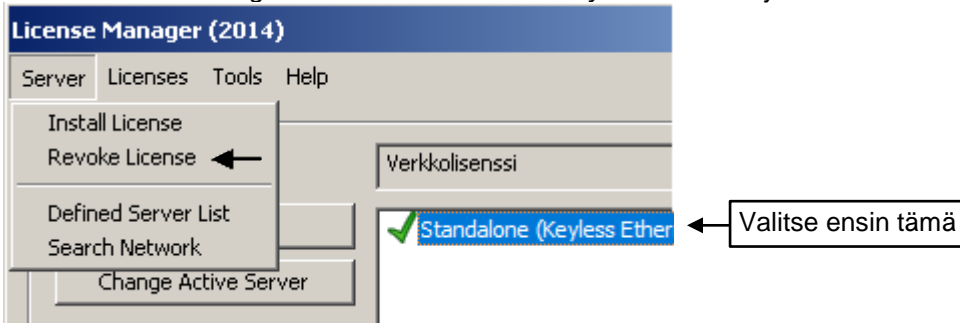 License Manager (2014)
Server Licenses Tools Help
Install License
Revoke License
Defined Server List
Search Network
Change Active Server
Verkkolisenssi
Standalone (Keyless Ether
Valitse ensin tämä